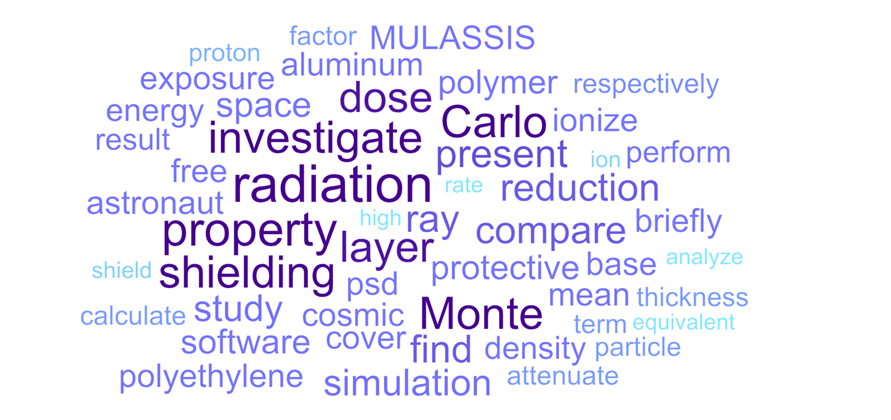 factor MULASSIS
proton
aluminum
exposure
polymer respectively
dose
energy space
Carlo ionize
result investigate
present ion perform
free
radiation rate reduction
astronaut
high ray
property compare briefly
layer
shield shielding protective base analyze
psd
mean thickness
calculate study cosmic Monte
term equivalent
software cover find density particle
polyethylene simulation attenuate